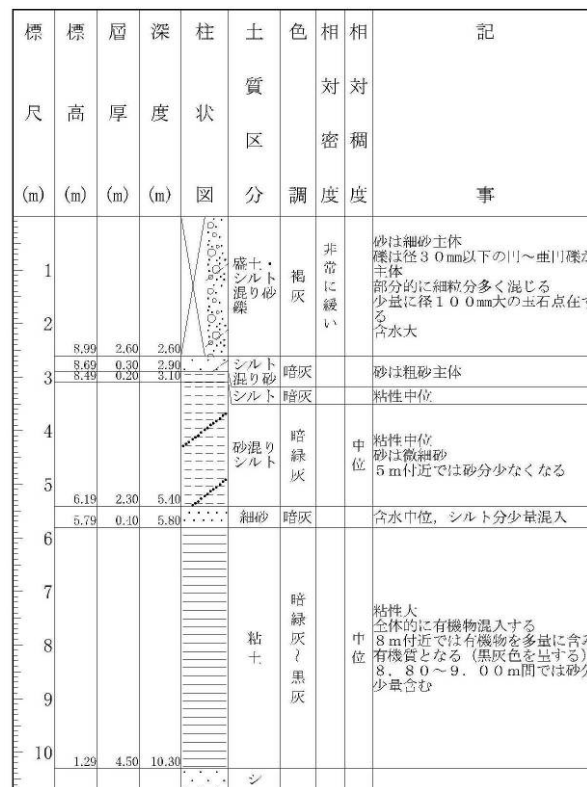 標尺(m) 標高(m) 層厚(m) 深度(m) 柱状図 土質区分 色調 相対密度 相対稠度 記事
1
2
3
4
5
6
7
8
9
10
8.99 2.60 2.60
盛土・シルト混り砂礫
褐灰
非常に緩い
砂は細砂主体
礫は径30mm以下の円～亜円礫が
主体
部分的に細粒分多く混じる
少量に径100mm大の玉石点在す
る
含水大
8.69 0.30 2.90
シルト混り砂
暗灰
砂は粗砂主体
8.49 0.20 3.10
シルト
暗灰
粘性中位
6.19 2.30 5.40
砂混りシルト
暗緑灰
中位
粘性中位
砂は微細砂
5m付近では砂分少なくなる
5.79 0.40 5.80
細砂
暗灰
含水中位，シルト分少量混入
1.29 4.50 10.30
粘土
暗緑灰～黒灰
中位
粘性大
全体的に有機物混入する
8m付近では有機物を多量に含み
有機質となる（黒灰色を呈する）
8．80～9．00m間では砂分
少量含む
シ